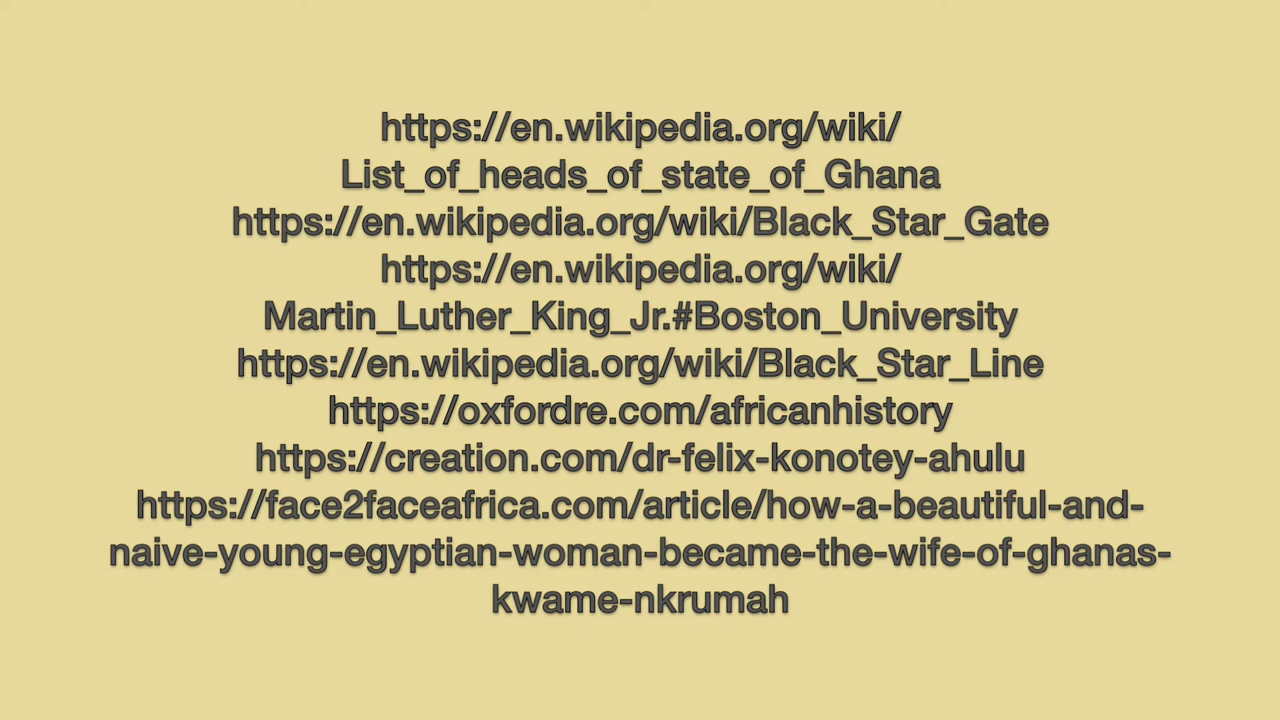 https://en.wikipedia.org/wiki/
List_of_heads_of_state_of_Ghana
https://en.wikipedia.org/wiki/Black_Star_Gate
https://en.wikipedia.org/wiki/
Martin_Luther_King_Jr.#Boston_University
https://en.wikipedia.org/wiki/Black_Star_Line
https://oxfordre.com/africanhistory
https://creation.com/dr-felix-konotey-ahulu
https://face2faceafrica.com/article/how-a-beautiful-and-
naive-young-egyptian-woman-became-the-wife-of-ghanas-
kwame-nkrumah